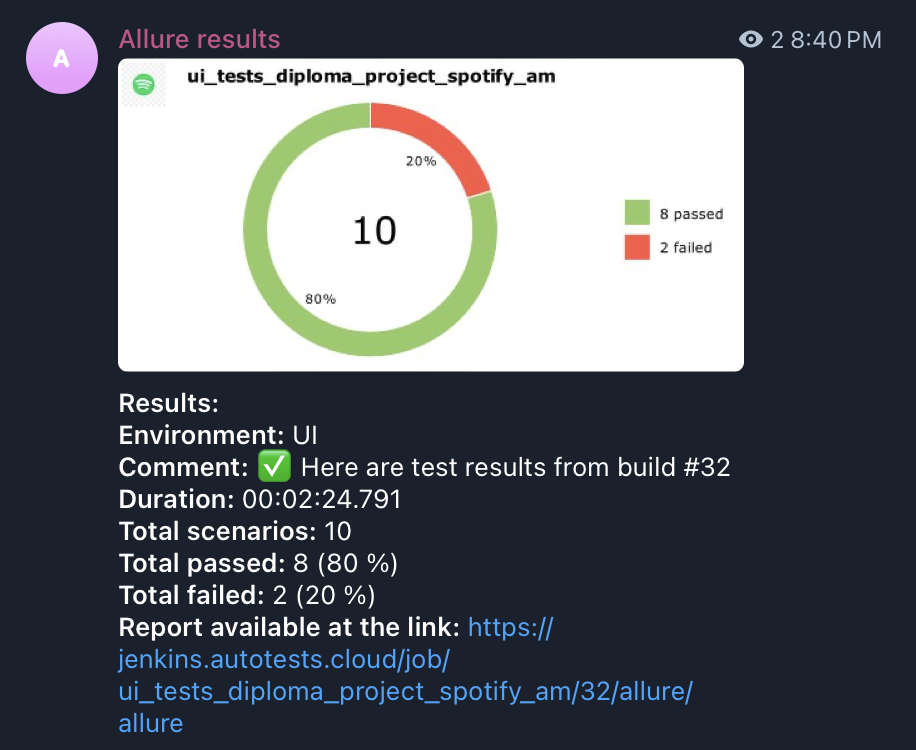 A
Allure results
2 8:40 PM
ui_tests_diploma_project_spotify_am
20%
10
80%
8 passed
2 failed
Results:
Environment: UI
Comment: ✅ Here are test results from build #32
Duration: 00:02:24.791
Total scenarios: 10
Total passed: 8 (80 %)
Total failed: 2 (20 %)
Report available at the link: https://
jenkins.autotests.cloud/job/
ui_tests_diploma_project_spotify_am/32/allure/
allure